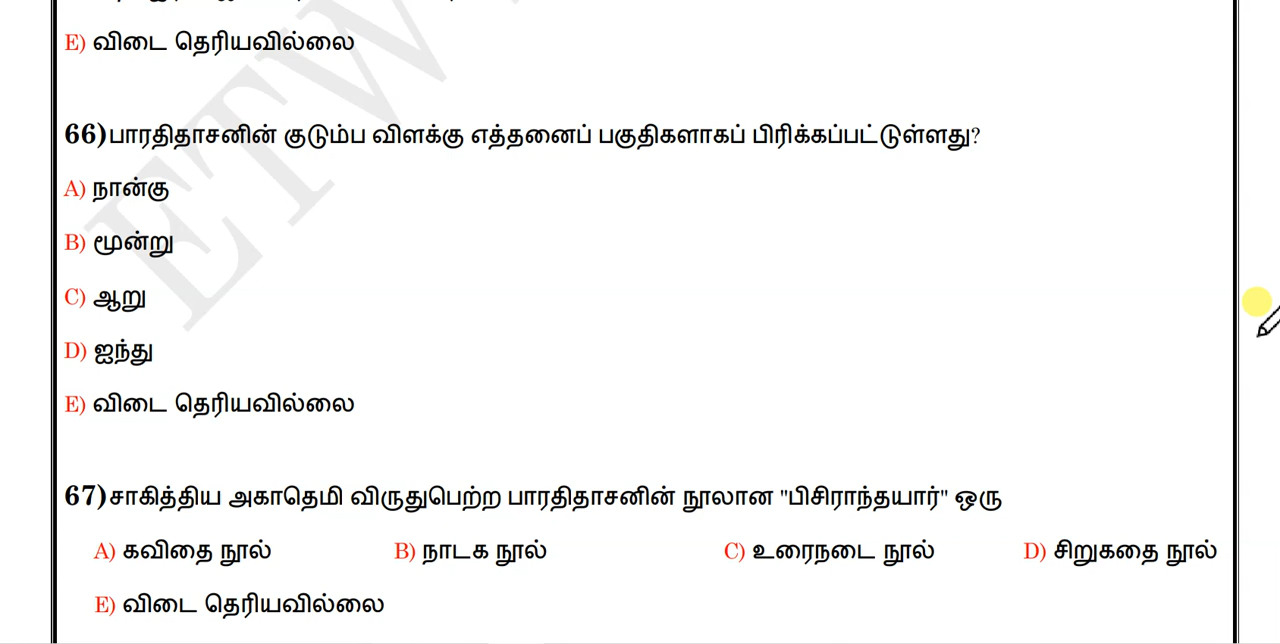 E) விடை தெரியவில்லை
66)பாரதிதாசனின் குடும்ப விளக்கு எத்தனைப் பகுதிகளாகப் பிரிக்கப்பட்டுள்ளது?
A) நான்கு
B) மூன்று
C) ஆறு
D) ஐந்து
E) விடை தெரியவில்லை
67)சாகித்திய அகாதெமி விருதுபெற்ற பாரதிதாசனின் நூலான "பிசிராந்தயார்" ஒரு
A) கவிதை நூல் B) நாடக நூல் C) உரைநடை நூல் D) சிறுகதை நூல்
E) விடை தெரியவில்லை
ETW